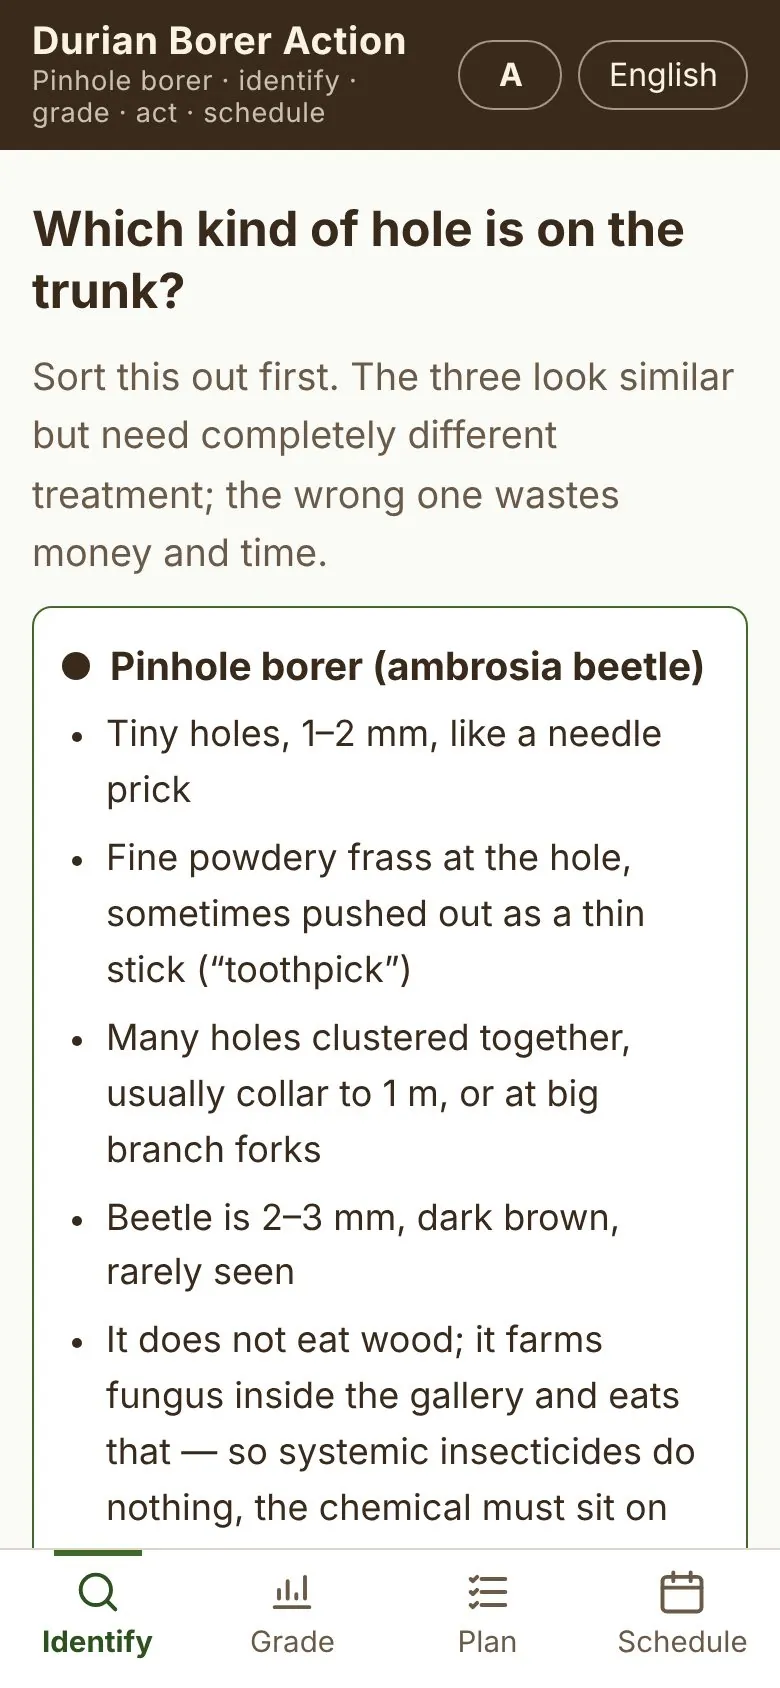 Durian Borer Action
Pinhole borer · identify ·
grade · act · schedule
A
English
Which kind of hole is on the
trunk?
Sort this out first. The three look similar
but need completely different
treatment; the wrong one wastes
money and time.
Pinhole borer (ambrosia beetle)
• Tiny holes, 1–2 mm, like a needle
prick
• Fine powdery frass at the hole,
sometimes pushed out as a thin
stick (“toothpick”)
• Many holes clustered together,
usually collar to 1 m, or at big
branch forks
• Beetle is 2–3 mm, dark brown,
rarely seen
• It does not eat wood; it farms
fungus inside the gallery and eats
that — so systemic insecticides do
nothing, the chemical must sit on
Identify
Grade
Plan
Schedule